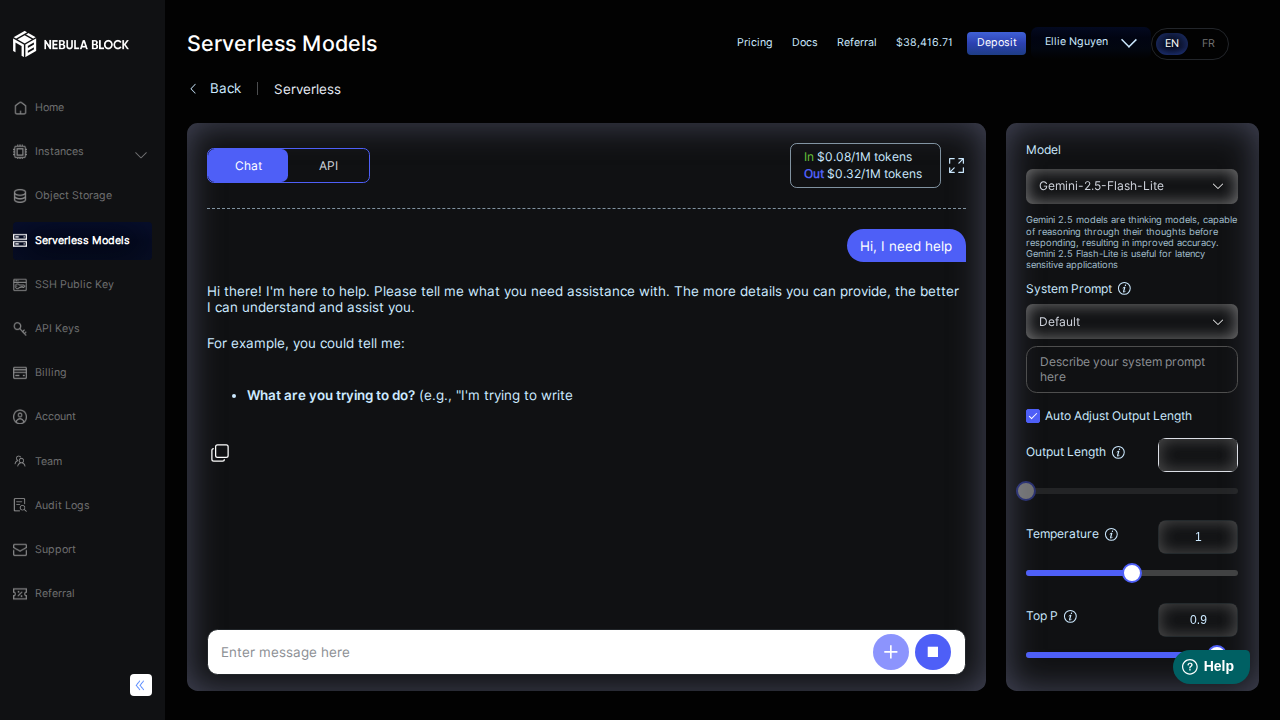 NEBULA BLOCK
Home
Instances
Object Storage
Serverless Models
SSH Public Key
API Keys
Billing
Account
Team
Audit Logs
Support
Referral
Serverless Models
Pricing
Docs
Referral
$38,416.71
Deposit
Ellie Nguyen
EN
FR
Back
Serverless
Chat
API
In $0.08/1M tokens
Out $0.32/1M tokens
Hi, I need help
Hi there! I'm here to help. Please tell me what you need assistance with. The more details you can provide, the better
I can understand and assist you.
For example, you could tell me:
• What are you trying to do? (e.g., "I'm trying to write
Enter message here
Model
Gemini-2.5-Flash-Lite
Gemini 2.5 models are thinking models, capable
of reasoning through their thoughts before
responding, resulting in improved accuracy.
Gemini 2.5 Flash-Lite is useful for latency
sensitive applications
System Prompt
Default
Describe your system prompt
here
Auto Adjust Output Length
Output Length
Temperature
1
Top P
0.9
Help